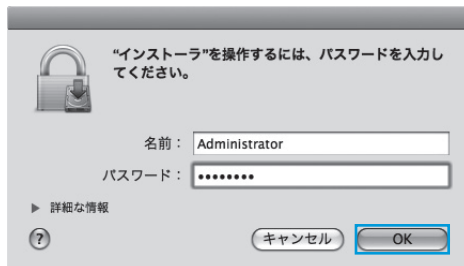 “インストーラ”を操作するには、パスワードを入力し
てください。
名前： Administrator
パスワード： ••••••••
▶ 詳細な情報
? キャンセル OK